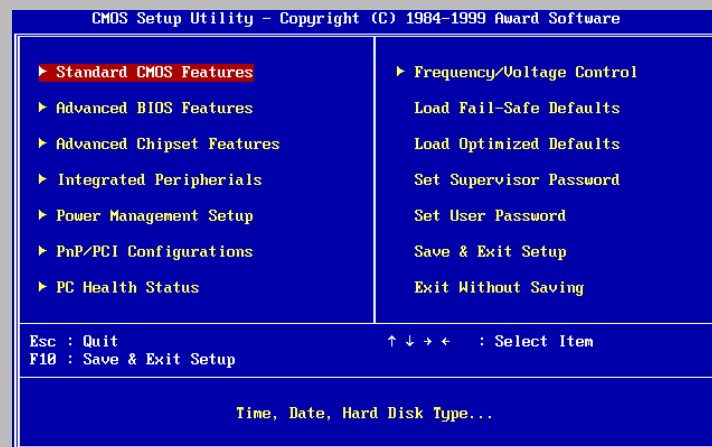 CMOS Setup Utility - Copyright (C) 1984-1999 Award Software
▶ Standard CMOS Features
▶ Advanced BIOS Features
▶ Advanced Chipset Features
▶ Integrated Peripherials
▶ Power Management Setup
▶ PnP/PCI Configurations
▶ PC Health Status
▶ Frequency/Voltage Control
Load Fail-Safe Defaults
Load Optimized Defaults
Set Supervisor Password
Set User Password
Save & Exit Setup
Exit Without Saving
Esc : Quit
F10 : Save & Exit Setup
↑ ↓ → ← : Select Item
Time, Date, Hard Disk Type...